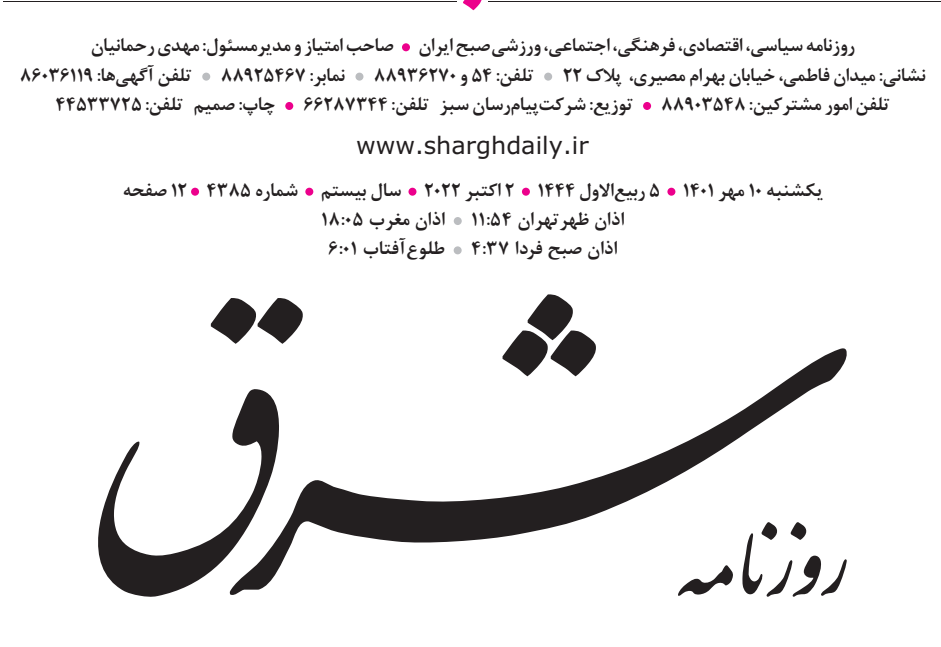 روزنامه سیاسی، اقتصادی، فرهنگی، اجتماعی، ورزشی صبح ایران ● صاحب امتیاز و مدیرمسئول: مهدی رحمانیان
نشانی: میدان فاطمی، خیابان بهرام مصیری، پلاک ۲۲ ● تلفن: ۵۴ و ۸۸۹۳۶۲۷۰ ● نمابر: ۸۸۹۲۵۴۶۷ ● تلفن آگهی‌ها: ۸۶۰۳۶۱۱۹
تلفن امور مشترکین: ۸۸۹۰۳۵۴۸ ● توزیع: شرکت پیام‌رسان سبز تلفن: ۶۶۲۸۷۳۴۴ ● چاپ: صمیم تلفن: ۴۴۵۳۳۷۲۵
www.sharghdaily.ir
یکشنبه ۱۰ مهر ۱۴۰۱ ● ۵ ربیع‌الاول ۱۴۴۴ ● ۲ اکتبر ۲۰۲۲ ● سال بیستم ● شماره ۴۳۸۵ ● ۱۲ صفحه
اذان ظهر تهران ۱۱:۵۴ ● اذان مغرب ۱۸:۰۵
اذان صبح فردا ۴:۳۷ ● طلوع آفتاب ۶:۰۱
شرق
روزنامه